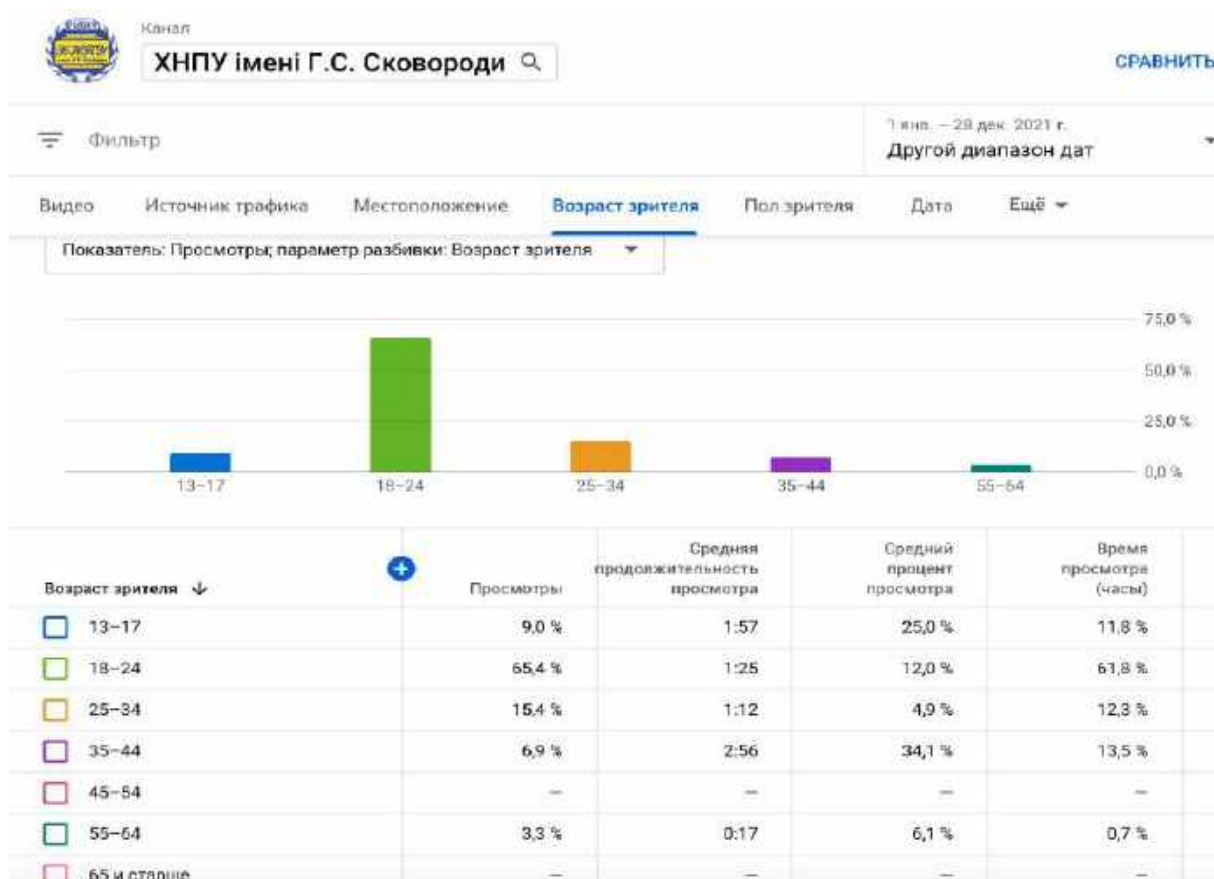 Канал
ХНПУ імені Г.С. Сковороди
СРАВНИТЬ
Фильтр
1 янв. – 28 дек. 2021 г.
Другой диапазон дат
Видео Источник трафика Местоположение Возраст зрителя Пол зрителя Дата Ещё
Показатель: Просмотры; параметр разбивки: Возраст зрителя
75,0 %
50,0 %
25,0 %
0,0 %
13–17 18–24 25–34 35–44 55–64
Возраст зрителя Просмотры Средняя продолжительность просмотра Средний процент просмотра Время просмотра (часы)
13–17 9,0 % 1:57 25,0 % 11,8 %
18–24 65,4 % 1:25 12,0 % 61,8 %
25–34 15,4 % 1:12 4,9 % 12,3 %
35–44 6,9 % 2:56 34,1 % 13,5 %
45–54 — — — —
55–64 3,3 % 0:17 6,1 % 0,7 %
65 и старше — — — —